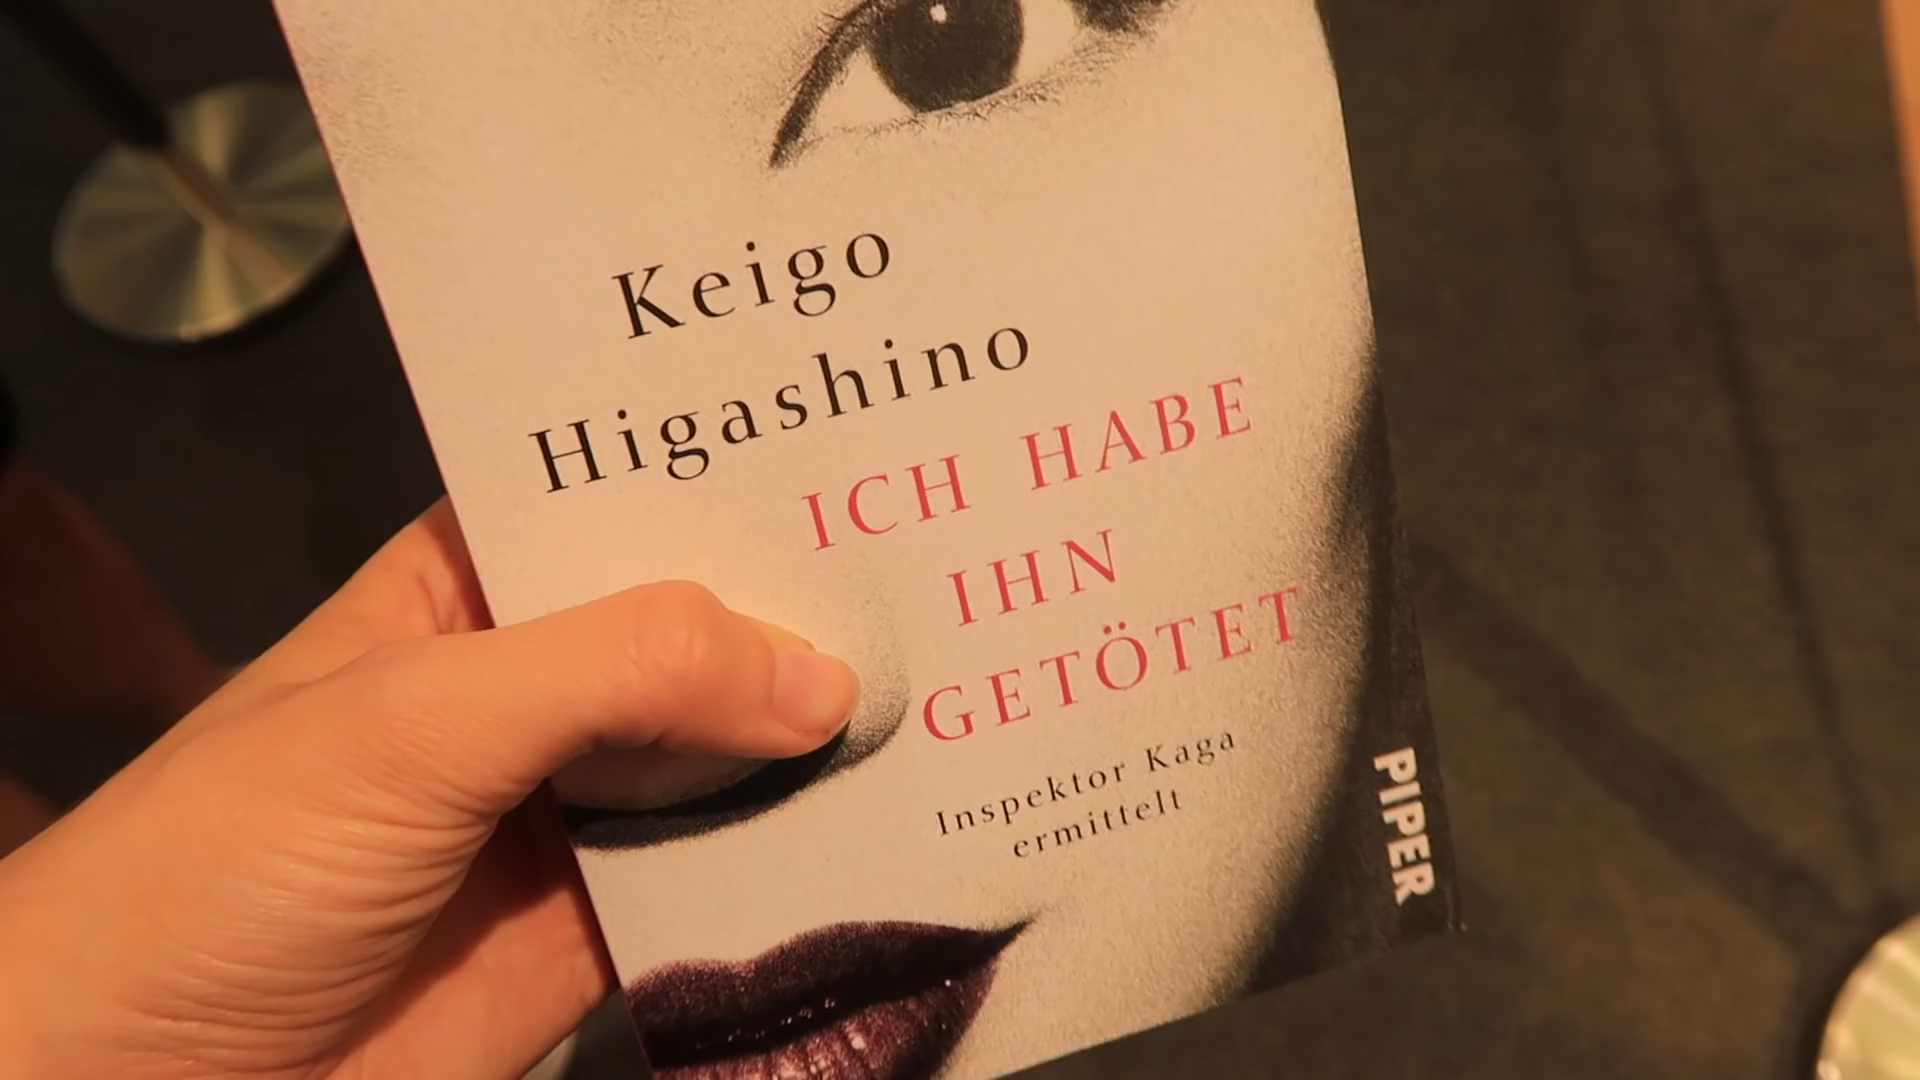 Keigo
Higashino
ICH HABE
IHN
GETÖTET
Inspektor Kaga
ermittelt
PIPER